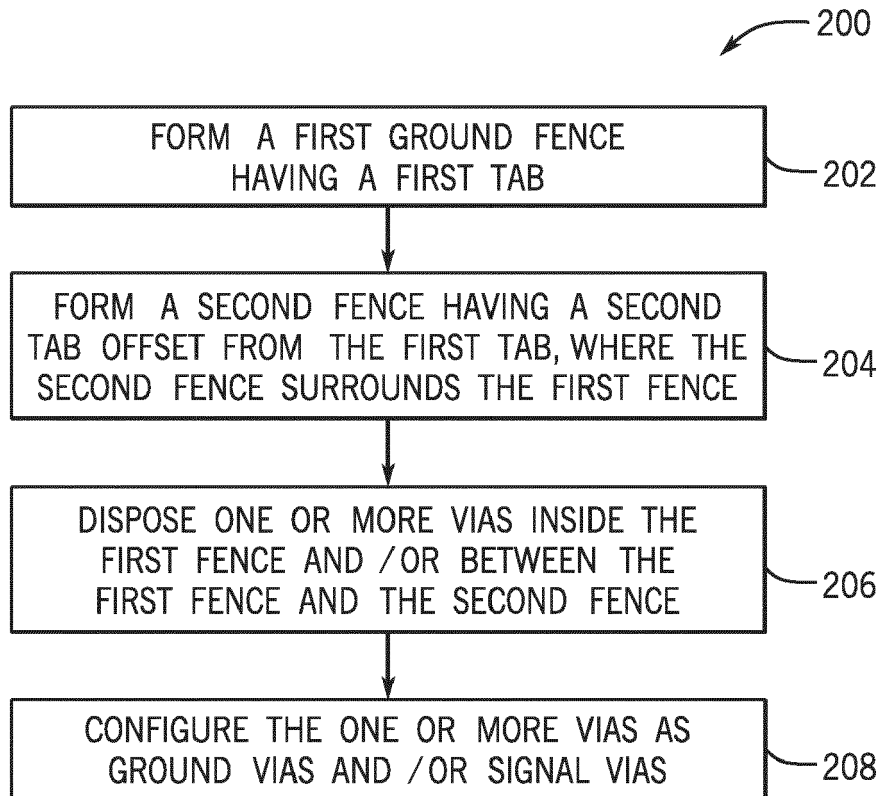 200
FORM A FIRST GROUND FENCE
HAVING A FIRST TAB
202
FORM A SECOND FENCE HAVING A SECOND
TAB OFFSET FROM THE FIRST TAB, WHERE THE
SECOND FENCE SURROUNDS THE FIRST FENCE
204
DISPOSE ONE OR MORE VIAS INSIDE THE
FIRST FENCE AND /OR BETWEEN THE
FIRST FENCE AND THE SECOND FENCE
206
CONFIGURE THE ONE OR MORE VIAS AS
GROUND VIAS AND /OR SIGNAL VIAS
208